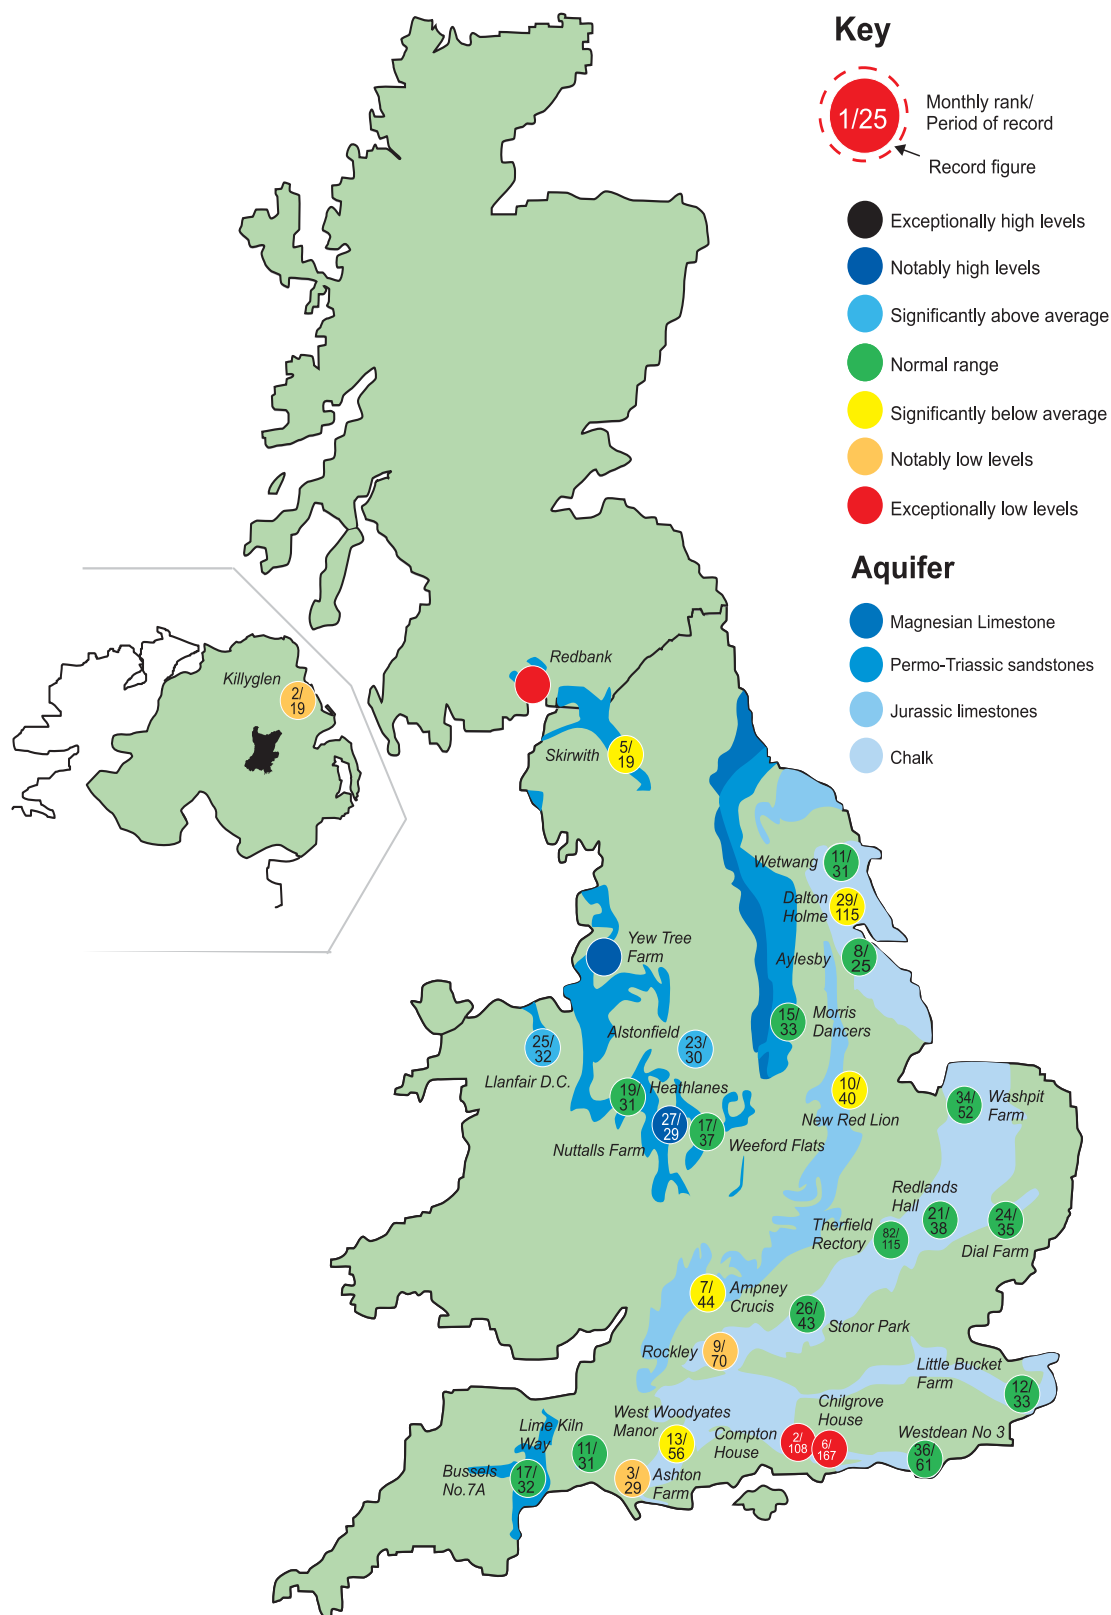 Key
1/25
Monthly rank/
Period of record
Record figure
Exceptionally high levels
Notably high levels
Significantly above average
Normal range
Significantly below average
Notably low levels
Exceptionally low levels
Aquifer
Magnesian Limestone
Permo-Triassic sandstones
Jurassic limestones
Chalk
Redbank
Killyglen
2/
19
Skirwith
5/
19
Wetwang
11/
31
Dalton
Holme
29/
115
Aylesby
8/
25
Yew Tree
Farm
Morris
Dancers
15/
33
Alstonfield
23/
30
25/
32
Llanfair D.C.
Heathlanes
19/
31
10/
40
New Red Lion
34/
52
Washpit
Farm
27/
29
Nuttalls Farm
17/
37
Weeford Flats
Redlands
Hall
21/
38
24/
35
Dial Farm
Therfield
Rectory
82/
115
7/
44
Ampney
Crucis
26/
43
Stonor Park
Rockley
9/
70
Little Bucket
Farm
12/
33
Chilgrove
House
6/
167
West Woodyates
Manor
13/
56
Compton
House
2/
108
Westdean No 3
36/
61
Lime Kiln
Way
11/
31
Bussels
No.7A
17/
32
3/
29
Ashton
Farm